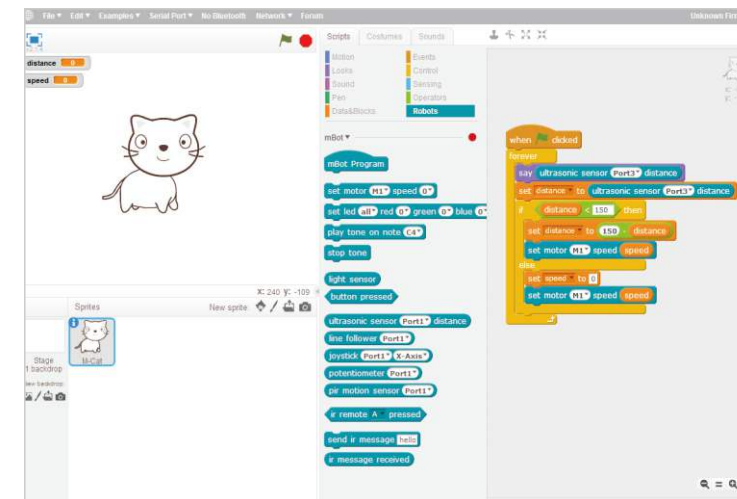 File Edit Examples Serial Port No Bluetooth Network Forum
Unknown
Scripts Costumes Sounds
distance 0
speed 0
Motion Events
Looks Control
Sound Sensing
Pen Operators
Data&Blocks Robots
mBot
mBot Program
set motor M1 speed 0
set led all red 0 green 0 blue 0
play tone on note C4
stop tone
light sensor
button pressed
ultrasonic sensor Port1 distance
line follower Port1
joystick Port1 X-Axis
potentiometer Port1
pir motion sensor Port1
ir remote A pressed
send ir message hello
ir message received
when clicked
forever
say ultrasonic sensor Port3 distance
set distance to ultrasonic sensor Port3 distance
if distance < 150 then
set distance to 150 - distance
set motor M1 speed speed
else
set speed to 0
set motor M1 speed speed
X: 240 y: -109
Sprites New sprite:
M-Cat
Stage
1 backdrop
New backdrop